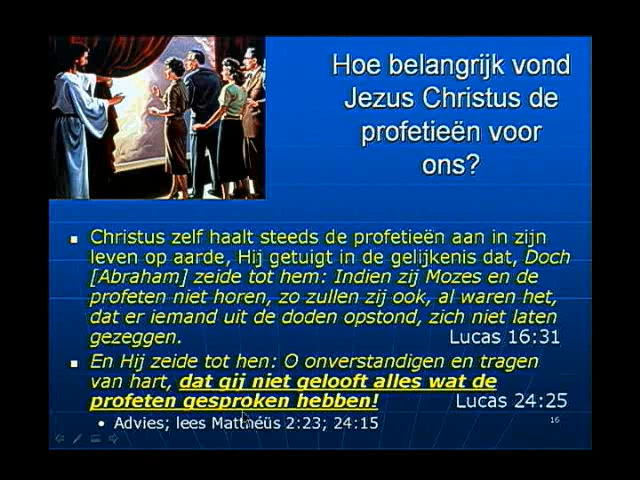 Hoe belangrijk vond
Jezus Christus de
profetieën voor
ons?
Christus zelf haalt steeds de profetieën aan in zijn
leven op aarde, Hij getuigt in de gelijkenis dat, Doch
[Abraham] zeide tot hem: Indien zij Mozes en de
profeten niet horen, zo zullen zij ook, al waren het,
dat er iemand uit de doden opstond, zich niet laten
gezeggen. Lucas 16:31
En Hij zeide tot hen: O onverstandigen en tragen
van hart, dat gij niet gelooft alles wat de
profeten gesproken hebben! Lucas 24:25
Advies; lees Matthéüs 2:23; 24:15
16